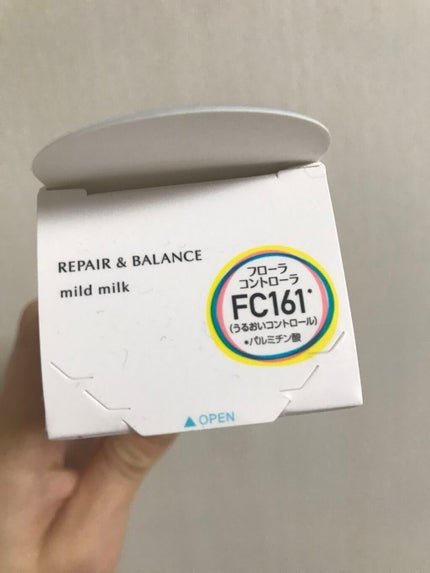 REPAIR & BALANCE
mild milk
フローラ
コントローラ
FC161*
(うるおいコントロール)
*パルミチン酸
▲OPEN